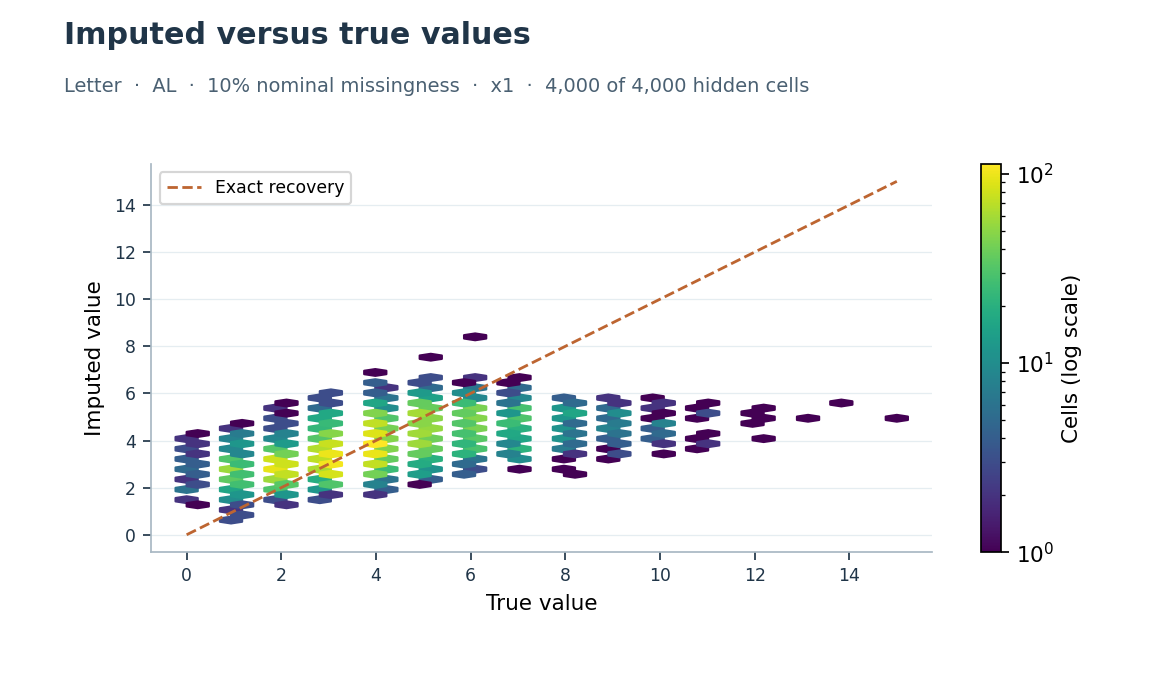 Imputed versus true values
Letter · AL · 10% nominal missingness · x1 · 4,000 of 4,000 hidden cells
Exact recovery
14
12
10
8
6
4
2
0
Imputed value
0 2 4 6 8 10 12 14
True value
10²
10¹
10⁰
Cells (log scale)